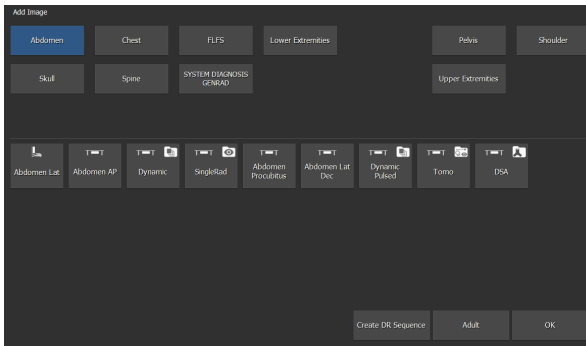 Add Image
Abdomen
Chest
FLFS
Lower Extremities
Pelvis
Shoulder
Skull
Spine
SYSTEM DIAGNOSIS
GENRAD
Upper Extremities
Abdomen Lat
Abdomen AP
Dynamic
SingleRad
Abdomen
Procubitus
Abdomen Lat
Dec
Dynamic
Pulsed
Tomo
DSA
Create DR Sequence
Adult
OK